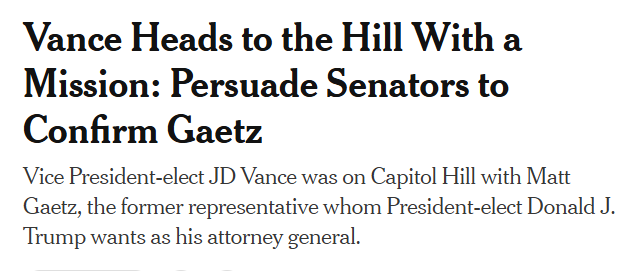 Vance Heads to the Hill With a
Mission: Persuade Senators to
Confirm Gaetz
Vice President-elect JD Vance was on Capitol Hill with Matt
Gaetz, the former representative whom President-elect Donald J.
Trump wants as his attorney general.